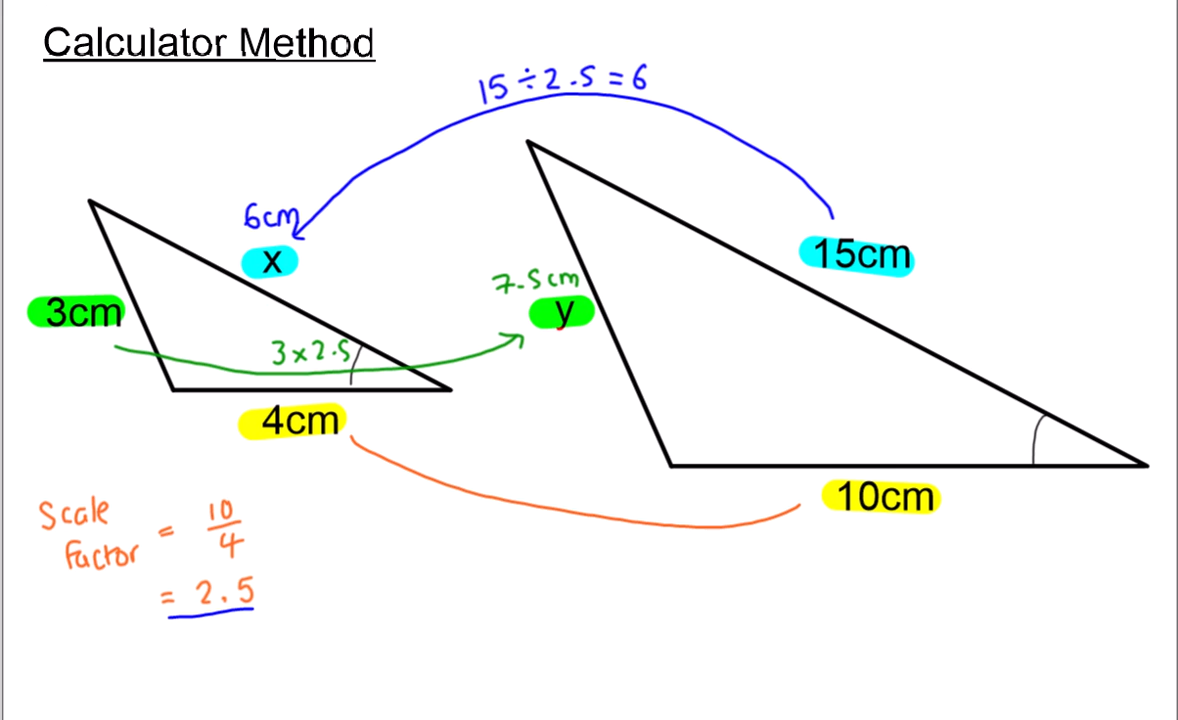 Calculator Method
15÷2.5=6
6cm
x
15cm
7.5cm
y
3cm
3×2.5
4cm
10cm
Scale
factor = 10/4
= 2.5